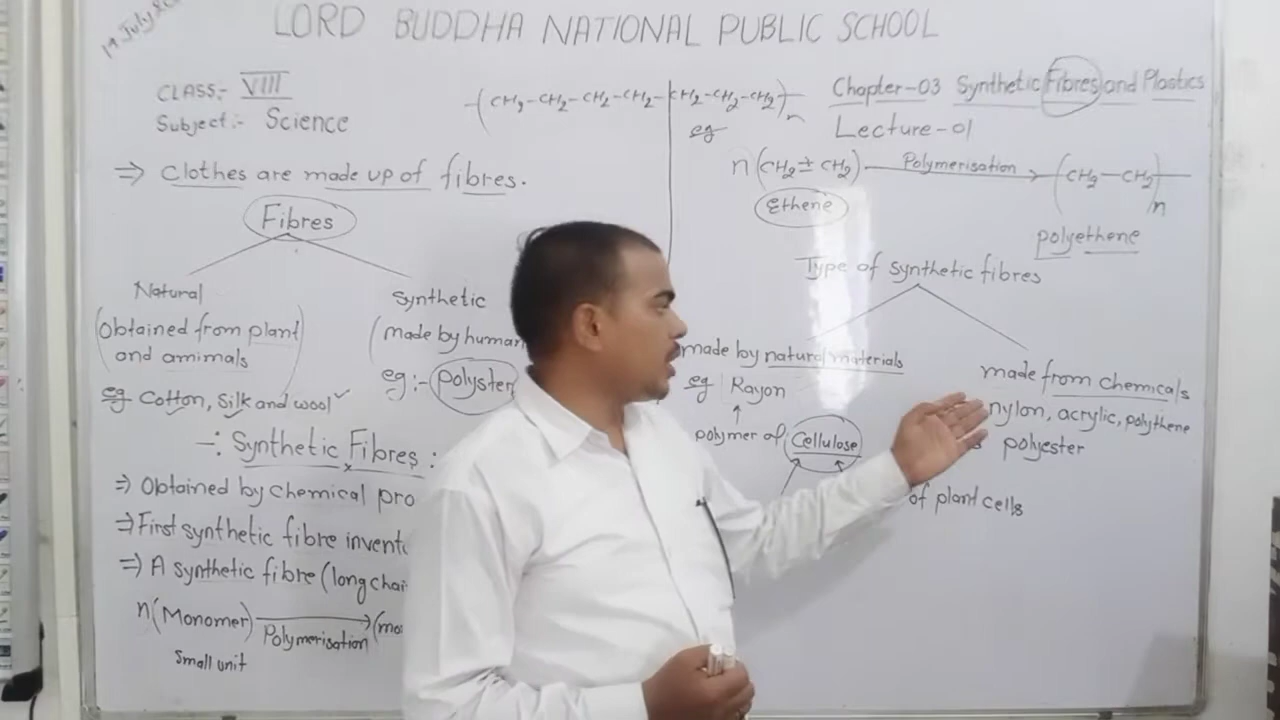 19 July
LORD BUDDHA NATIONAL PUBLIC SCHOOL
CLASS:- VIII
Subject:- Science
⇒ Clothes are made up of fibres.
Fibres
Natural
(Obtained from plant
and amimals)
eg Cotton, Silk and wool
Synthetic
(made by human
eg:- Polyster
-: Synthetic Fibres :
⇒ Obtained by chemical pro
⇒ First synthetic fibre invent
⇒ A synthetic fibre (long chai
n(Monomer) Polymerisation → (mo
Small unit
-(CH2-CH2-CH2-CH2-CH2-CH2-CH2)n
Chapter-03 Synthetic Fibres and Plastics
Lecture-01
eg
n(CH2=CH2) Polymerisation → (CH2-CH2)n
Ethene
polyethene
Type of synthetic fibres
made by natural materials
eg Rayon
↑
polymer of Cellulose
of plant cells
made from chemicals
nylon, acrylic, polythene
polyester